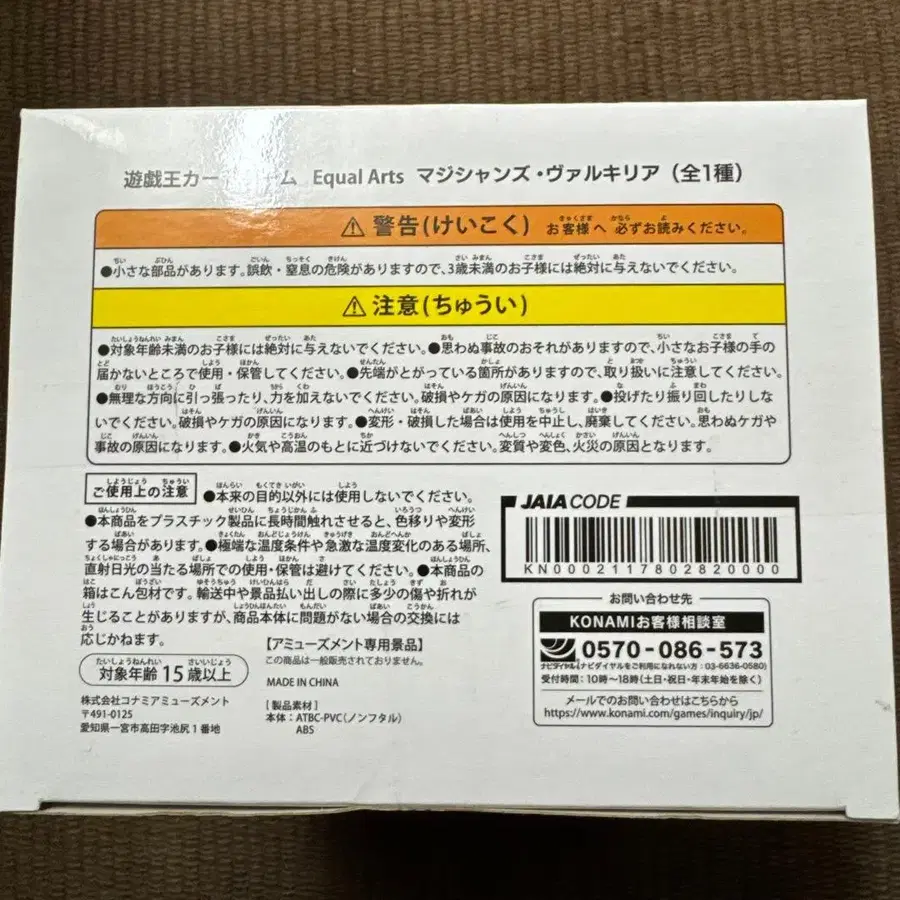 遊戯王カー ム Equal Arts マジシャンズ・ヴァルキリア（全1種）
⚠ 警告(けいこく) お客様へ 必ずお読みください。
●小さな部品があります。誤飲・窒息の危険がありますので、3歳未満のお子様には絶対に与えないでください。
⚠ 注意(ちゅうい)
●対象年齢未満のお子様には絶対に与えないでください。●思わぬ事故のおそれがありますので、小さなお子様の手の
届かないところで使用・保管してください。●先端がとがっている箇所がありますので、取り扱いに注意してください。
●無理な方向に引っ張ったり、力を加えないでください。破損やケガの原因になります。●投げたり振り回したりしな
いでください。破損やケガの原因になります。●変形・破損した場合は使用を中止し、廃棄してください。思わぬケガや
事故の原因になります。●火気や高温のもとに近づけないでください。変質や変色、火災の原因となります。
ご使用上の注意 ●本来の目的以外には使用しないでください。
●本商品をプラスチック製品に長時間触れさせると、色移りや変形
する場合があります。●極端な温度条件や急激な温度変化のある場所、
直射日光の当たる場所での使用・保管は避けてください。●本商品の
箱はこん包材です。輸送中や景品払い出しの際に多少の傷や折れが
生じることがありますが、商品本体に問題がない場合の交換には
応じかねます。
対象年齢15歳以上
株式会社コナミアミューズメント
〒491-0125
愛知県一宮市高田字池尻1番地
【アミューズメント専用景品】
この商品は一般販売されておりません。
MADE IN CHINA
[製品素材]
本体：ATBC-PVC(ノンフタル)
ABS
JAIA CODE
KN00021178028200​00
お問い合わせ先
KONAMIお客様相談室
0570-086-573
ナビダイヤル(ナビダイヤルをご利用になれない方：03-6636-0580)
受付時間：10時～18時(土日・祝日・年末年始を除く)
メールでのお問い合わせはこちらから
https://www.konami.com/games/inquiry/jp/